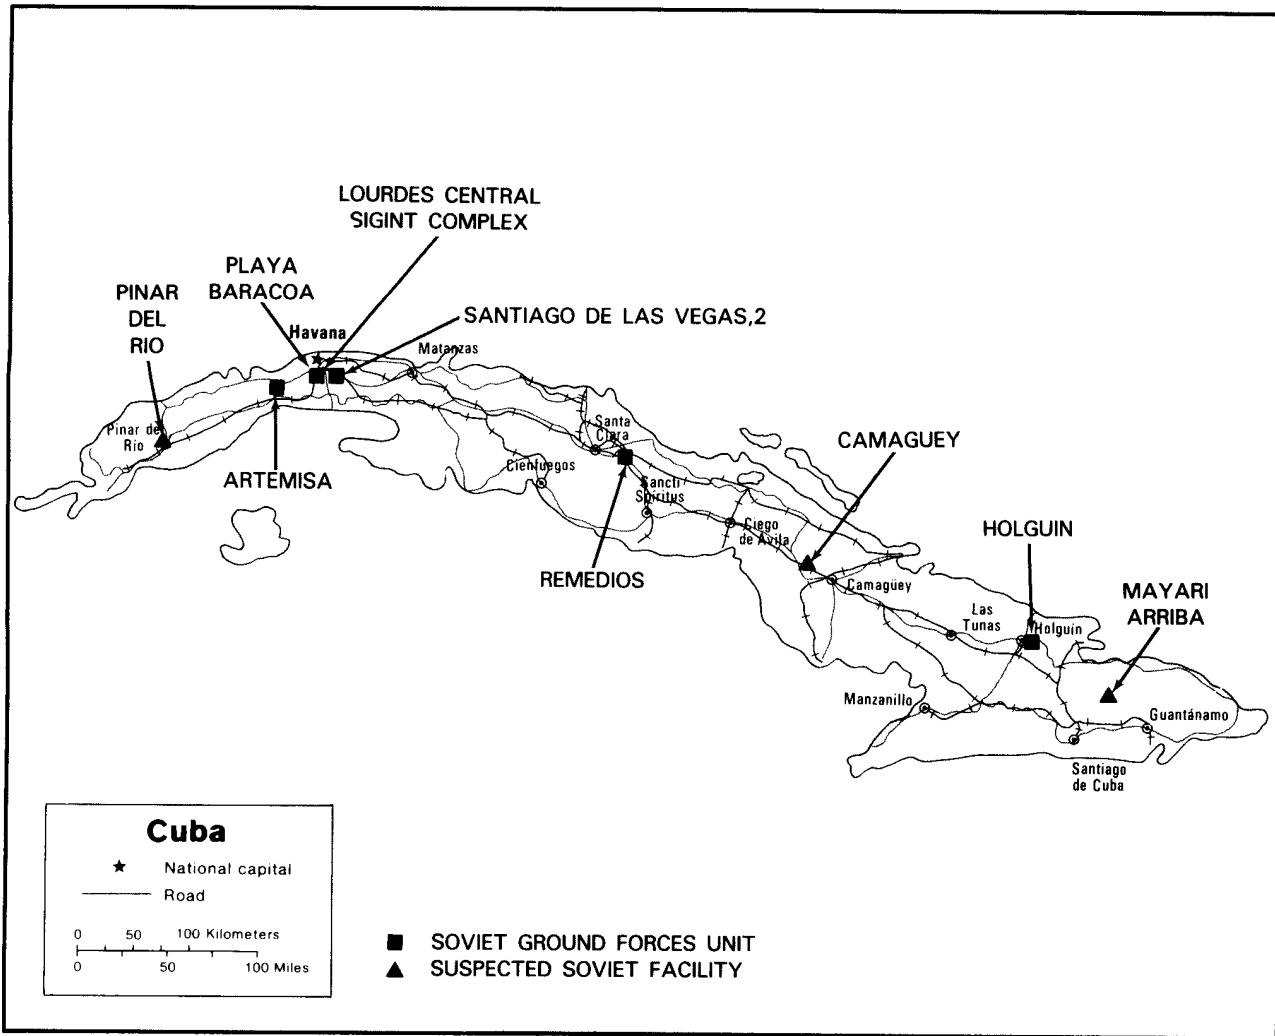 LOURDES CENTRAL
SIGINT COMPLEX
PLAYA
BARACOA
PINAR
DEL
RIO
Havana
SANTIAGO DE LAS VEGAS,2
Matanzas
Pinar del
Rio
ARTEMISA
Santa
Clara
Cienfuegos
Sancti
Spíritus
CAMAGUEY
Ciego
de Avila
REMEDIOS
HOLGUIN
Camagüey
MAYARI
ARRIBA
Las
Tunas
Holguín
Manzanillo
Guantánamo
Santiago
de Cuba
Cuba
National capital
Road
0 50 100 Kilometers
0 50 100 Miles
SOVIET GROUND FORCES UNIT
SUSPECTED SOVIET FACILITY